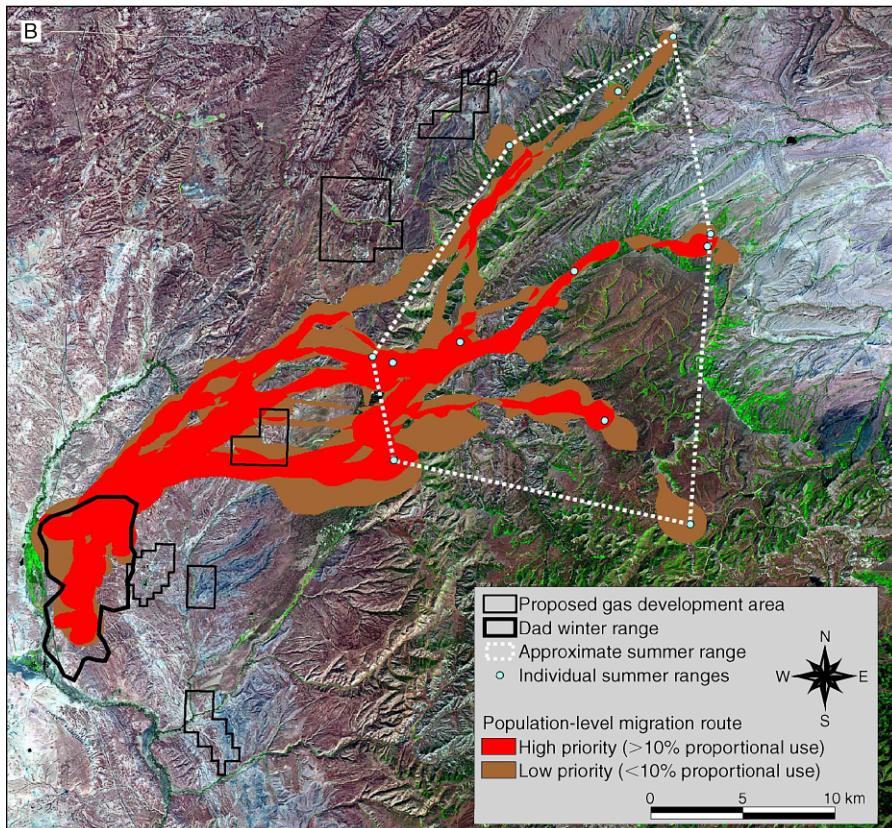 B
Proposed gas development area
Dad winter range
Approximate summer range
Individual summer ranges
N
W E
S
Population-level migration route
High priority (>10% proportional use)
Low priority (<10% proportional use)
0 5 10 km